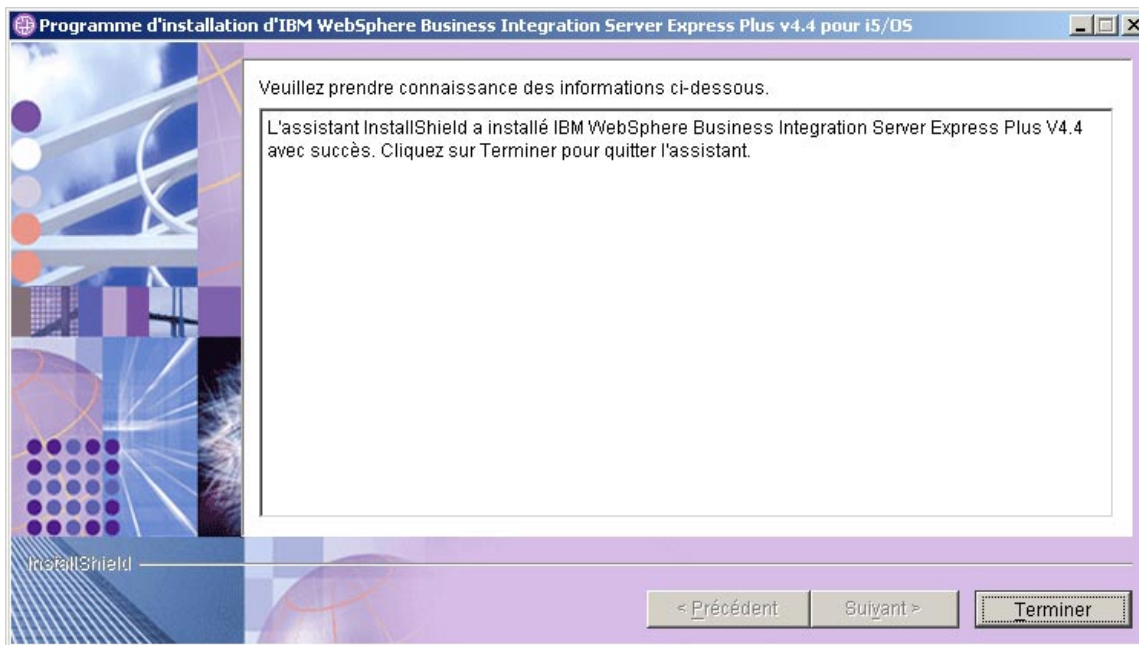 Programme d'installation d'IBM WebSphere Business Integration Server Express Plus v4.4 pour i5/OS
Veuillez prendre connaissance des informations ci-dessous.
L'assistant InstallShield a installé IBM WebSphere Business Integration Server Express Plus V4.4
avec succès. Cliquez sur Terminer pour quitter l'assistant.
InstallShield
< Précédent
Suivant >
Terminer